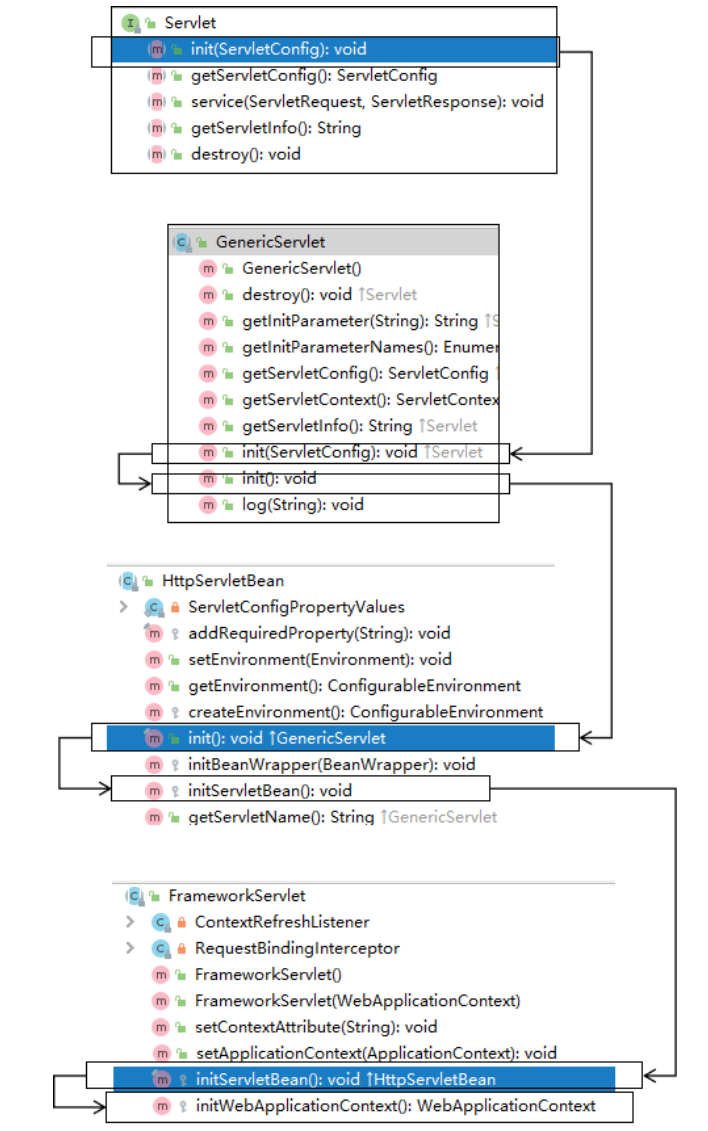 Servlet
init(ServletConfig): void
getServletConfig(): ServletConfig
service(ServletRequest, ServletResponse): void
getServletInfo(): String
destroy(): void
GenericServlet
GenericServlet()
destroy(): void ↑Servlet
getInitParameter(String): String ↑S
getInitParameterNames(): Enumer
getServletConfig(): ServletConfig ↑
getServletContext(): ServletContex
getServletInfo(): String ↑Servlet
init(ServletConfig): void ↑Servlet
init(): void
log(String): void
HttpServletBean
ServletConfigPropertyValues
addRequiredProperty(String): void
setEnvironment(Environment): void
getEnvironment(): ConfigurableEnvironment
createEnvironment(): ConfigurableEnvironment
init(): void ↑GenericServlet
initBeanWrapper(BeanWrapper): void
initServletBean(): void
getServletName(): String ↑GenericServlet
FrameworkServlet
ContextRefreshListener
RequestBindingInterceptor
FrameworkServlet()
FrameworkServlet(WebApplicationContext)
setContextAttribute(String): void
setApplicationContext(ApplicationContext): void
initServletBean(): void ↑HttpServletBean
initWebApplicationContext(): WebApplicationContext